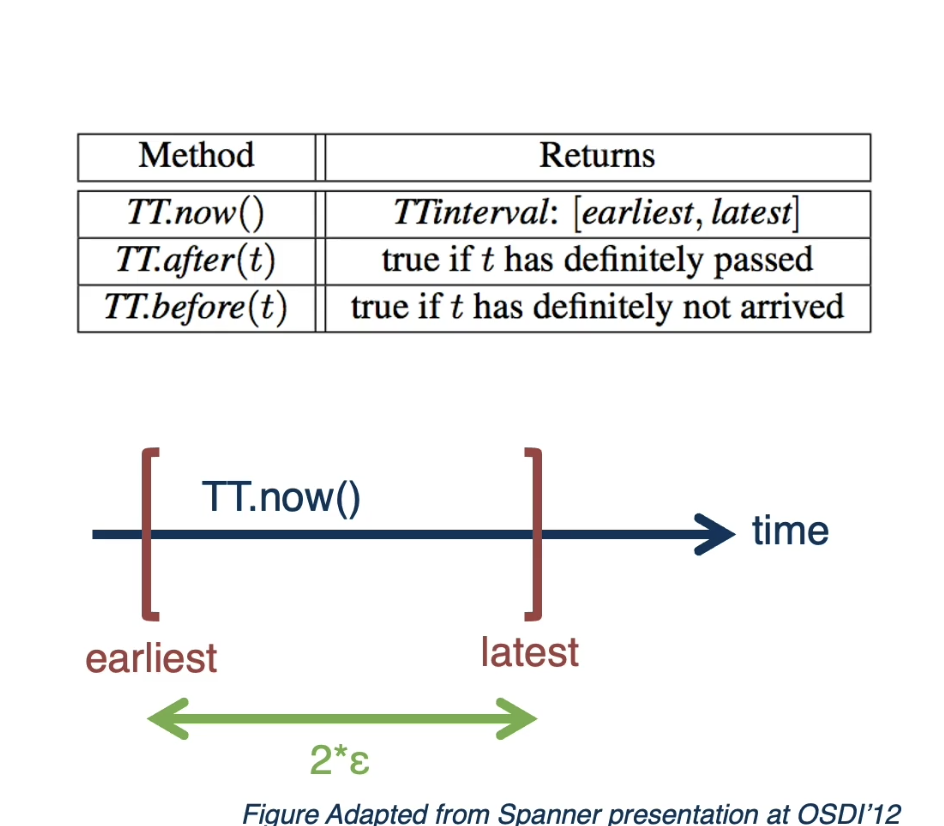 Method Returns
TT.now() TTinterval: [earliest, latest]
TT.after(t) true if t has definitely passed
TT.before(t) true if t has definitely not arrived
TT.now()
time
earliest
latest
2*ε
Figure Adapted from Spanner presentation at OSDI'12